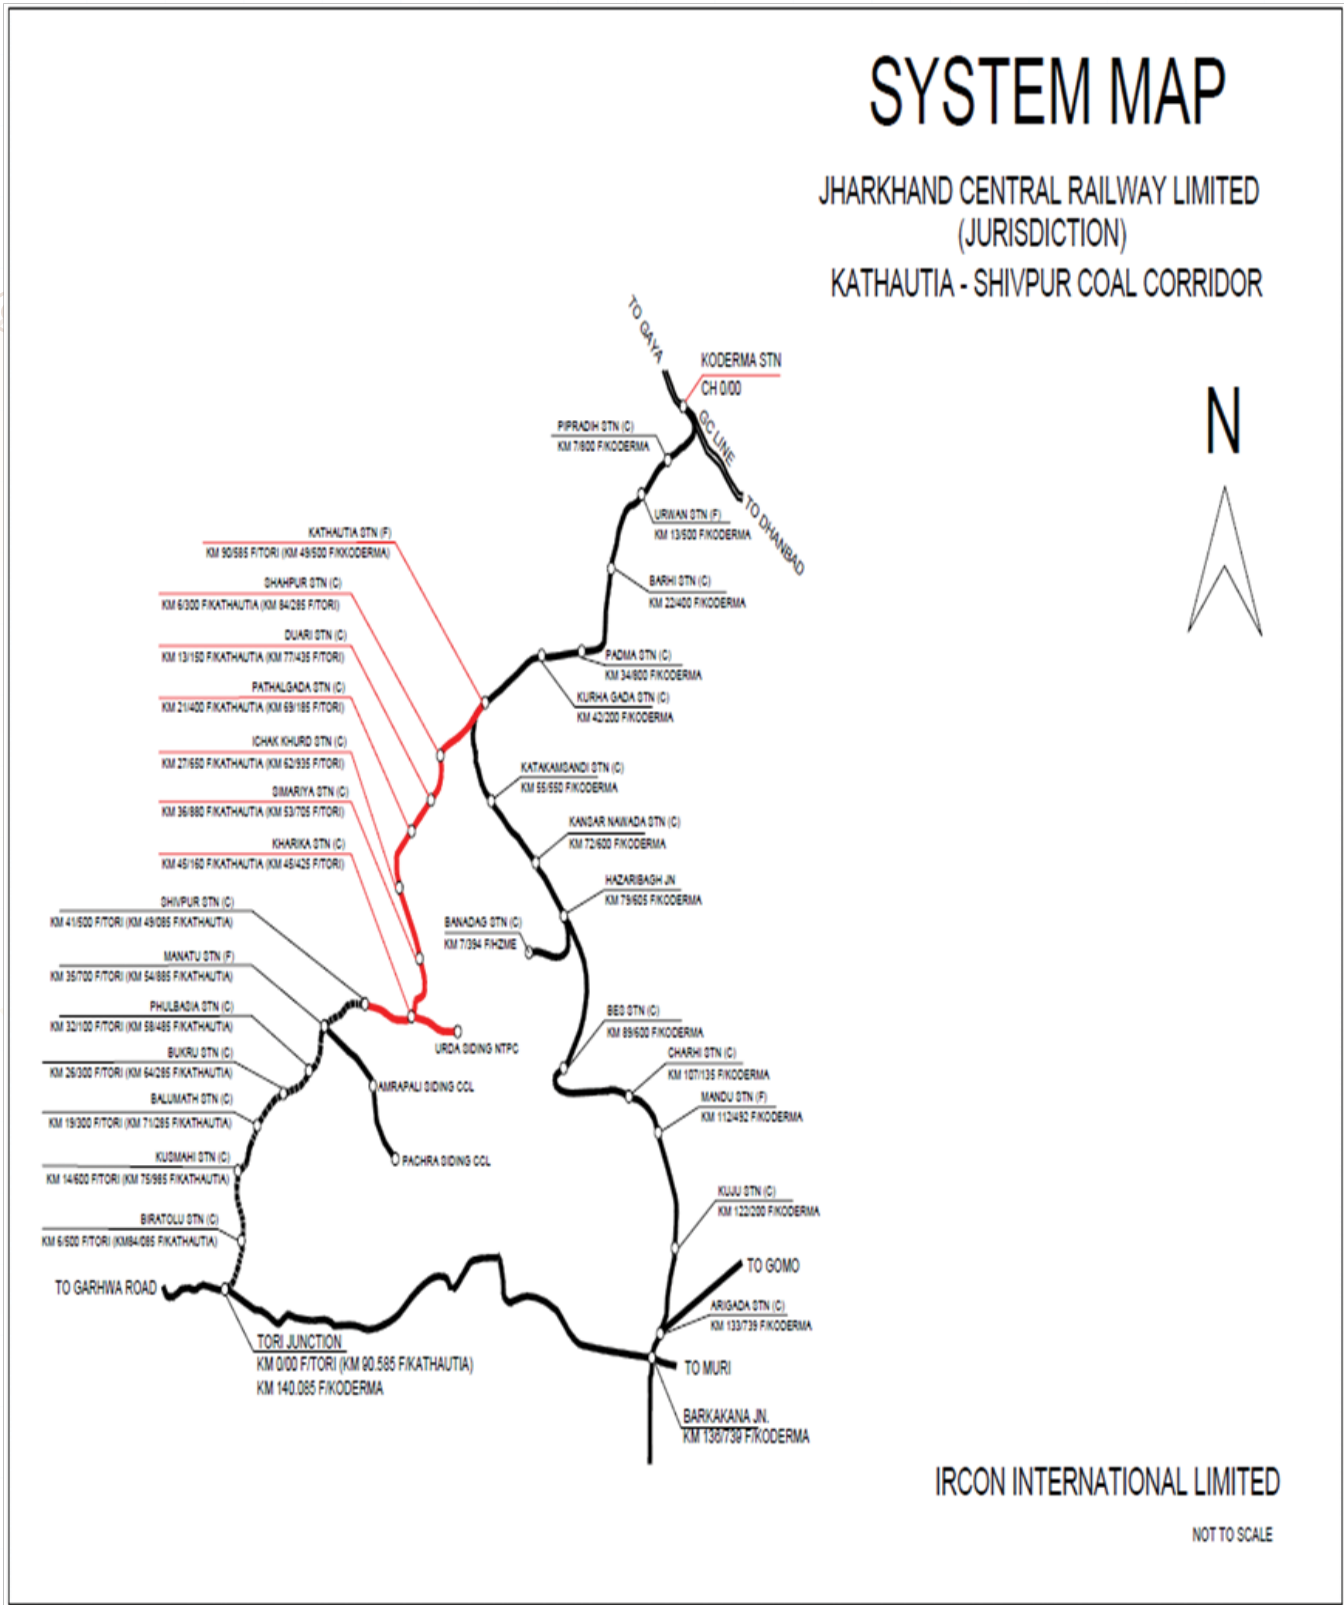 SYSTEM MAP
JHARKHAND CENTRAL RAILWAY LIMITED
(JURISDICTION)
KATHAUTIA - SHIVPUR COAL CORRIDOR
N
TO GAYA
KODERMA STN
CH 0/00
GC LINE
TO DHANBAD
PIPRADIH STN (C)
KM 7/800 F/KODERMA
URWAN STN (F)
KM 13/500 F/KODERMA
BARHI STN (C)
KM 22/400 F/KODERMA
PADMA STN (C)
KM 34/800 F/KODERMA
KURHA GADA STN (C)
KM 42/200 F/KODERMA
KATHAUTIA STN (F)
KM 90/585 F/TORI (KM 49/500 F/KKODERMA)
SHAHPUR STN (C)
KM 6/300 F/KATHAUTIA (KM 84/285 F/TORI)
DUARI STN (C)
KM 13/150 F/KATHAUTIA (KM 77/435 F/TORI)
PATHALGADA STN (C)
KM 21/400 F/KATHAUTIA (KM 69/185 F/TORI)
ICHAK KHURD STN (C)
KM 27/650 F/KATHAUTIA (KM 62/935 F/TORI)
SIMARIYA STN (C)
KM 36/880 F/KATHAUTIA (KM 53/705 F/TORI)
KHARIKA STN (C)
KM 45/160 F/KATHAUTIA (KM 45/425 F/TORI)
SHIVPUR STN (C)
KM 41/500 F/TORI (KM 49/085 F/KATHAUTIA)
MANATU STN (F)
KM 35/700 F/TORI (KM 54/885 F/KATHAUTIA)
PHULBASIA STN (C)
KM 32/100 F/TORI (KM 58/485 F/KATHAUTIA)
BUKRU STN (C)
KM 26/300 F/TORI (KM 64/285 F/KATHAUTIA)
BALUMATH STN (C)
KM 19/300 F/TORI (KM 71/285 F/KATHAUTIA)
KUSMAHI STN (C)
KM 14/600 F/TORI (KM 75/985 F/KATHAUTIA)
BIRATOLU STN (C)
KM 6/500 F/TORI (KM84/085 F/KATHAUTIA)
TO GARHWA ROAD
TORI JUNCTION
KM 0/00 F/TORI (KM 90.585 F/KATHAUTIA)
KM 140.085 F/KODERMA
URDA SIDING NTPC
AMRAPALI SIDING CCL
PACHRA SIDING CCL
KATAKAMSANDI STN (C)
KM 55/550 F/KODERMA
KANSAR NAWADA STN (C)
KM 72/600 F/KODERMA
HAZARIBAGH JN
KM 79/605 F/KODERMA
BANADAG STN (C)
KM 7/394 F/HZME
BES STN (C)
KM 89/600 F/KODERMA
CHARHI STN (C)
KM 107/135 F/KODERMA
MANDU STN (F)
KM 112/492 F/KODERMA
KUJU STN (C)
KM 122/200 F/KODERMA
TO GOMO
ARIGADA STN (C)
KM 133/739 F/KODERMA
TO MURI
BARKAKANA JN.
KM 136/739 F/KODERMA
IRCON INTERNATIONAL LIMITED
NOT TO SCALE